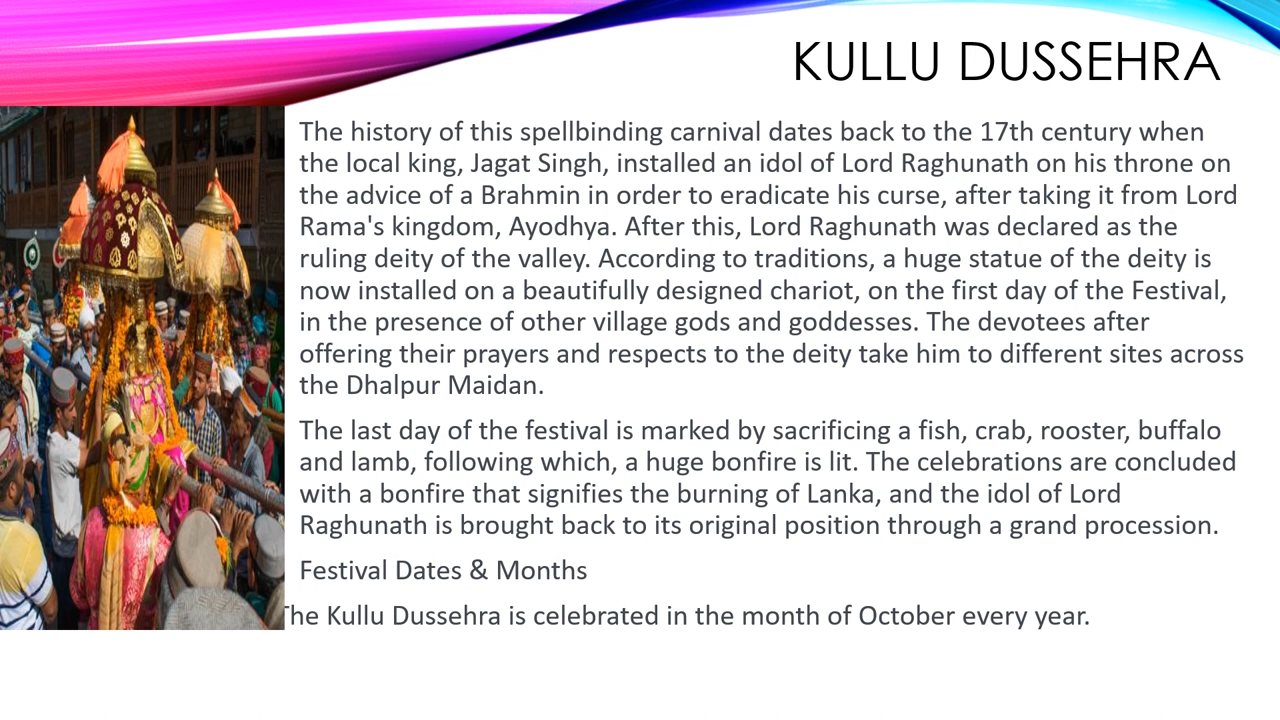 KULLU DUSSEHRA
The history of this spellbinding carnival dates back to the 17th century when
the local king, Jagat Singh, installed an idol of Lord Raghunath on his throne on
the advice of a Brahmin in order to eradicate his curse, after taking it from Lord
Rama's kingdom, Ayodhya. After this, Lord Raghunath was declared as the
ruling deity of the valley. According to traditions, a huge statue of the deity is
now installed on a beautifully designed chariot, on the first day of the Festival,
in the presence of other village gods and goddesses. The devotees after
offering their prayers and respects to the deity take him to different sites across
the Dhalpur Maidan.
The last day of the festival is marked by sacrificing a fish, crab, rooster, buffalo
and lamb, following which, a huge bonfire is lit. The celebrations are concluded
with a bonfire that signifies the burning of Lanka, and the idol of Lord
Raghunath is brought back to its original position through a grand procession.
Festival Dates & Months
The Kullu Dussehra is celebrated in the month of October every year.